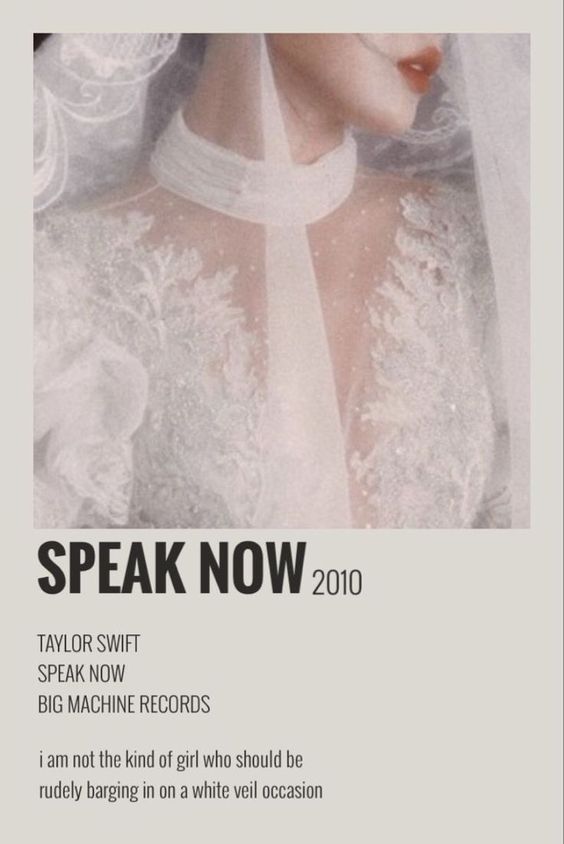 SPEAK NOW 2010
TAYLOR SWIFT
SPEAK NOW
BIG MACHINE RECORDS
i am not the kind of girl who should be
rudely barging in on a white veil occasion